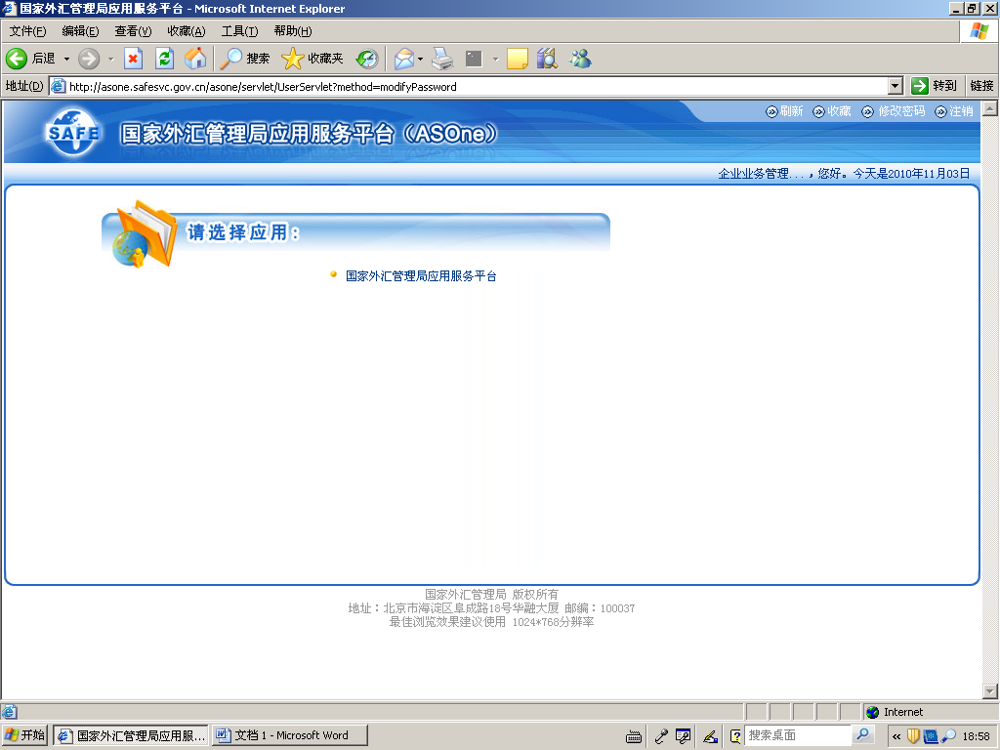 国家外汇管理局应用服务平台 - Microsoft Internet Explorer
文件(F) 编辑(E) 查看(V) 收藏(A) 工具(T) 帮助(H)
后退 搜索 收藏夹
地址(D) http://asone.safesvc.gov.cn/asone/servlet/UserServlet?method=modifyPassword 转到 链接
SAFE 国家外汇管理局应用服务平台（ASOne）
刷新 收藏 修改密码 注销
企业业务管理...，您好。今天是2010年11月03日
请选择应用：
国家外汇管理局应用服务平台
国家外汇管理局 版权所有
地址：北京市海淀区阜成路18号华融大厦 邮编：100037
最佳浏览效果建议使用 1024*768分辨率
Internet
开始 国家外汇管理局应用服... 文档 1 - Microsoft Word 搜索桌面 « 18:58